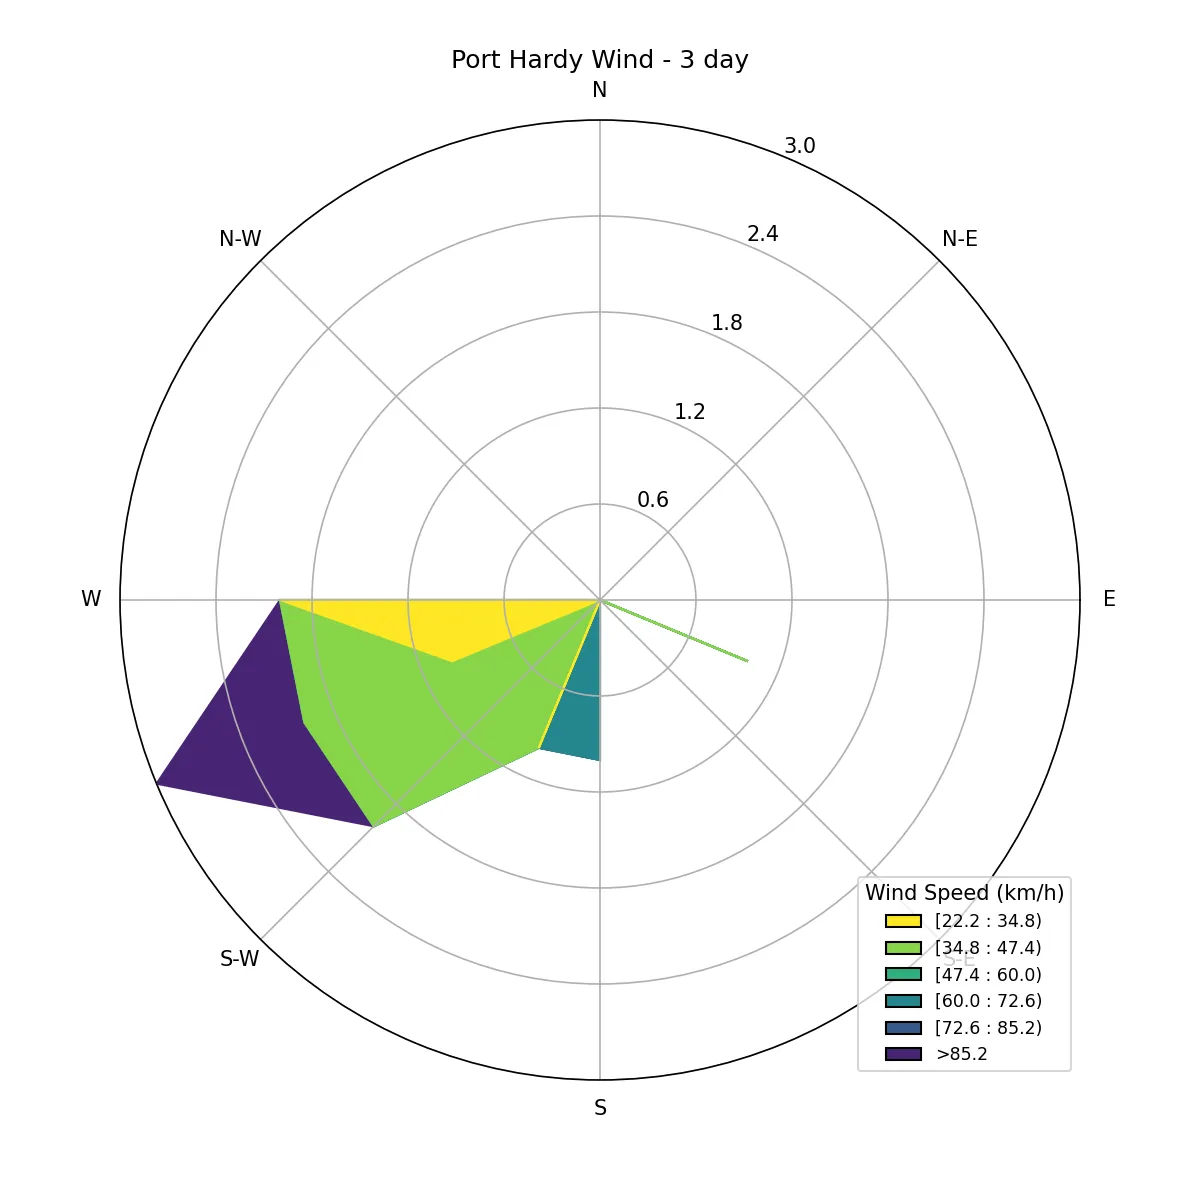 Port Hardy Wind - 3 day
N
3.0
N-W
N-E
2.4
1.8
1.2
0.6
W
E
S-W
S-E
Wind Speed (km/h)
[22.2 : 34.8)
[34.8 : 47.4)
[47.4 : 60.0)
[60.0 : 72.6)
[72.6 : 85.2)
>85.2
S